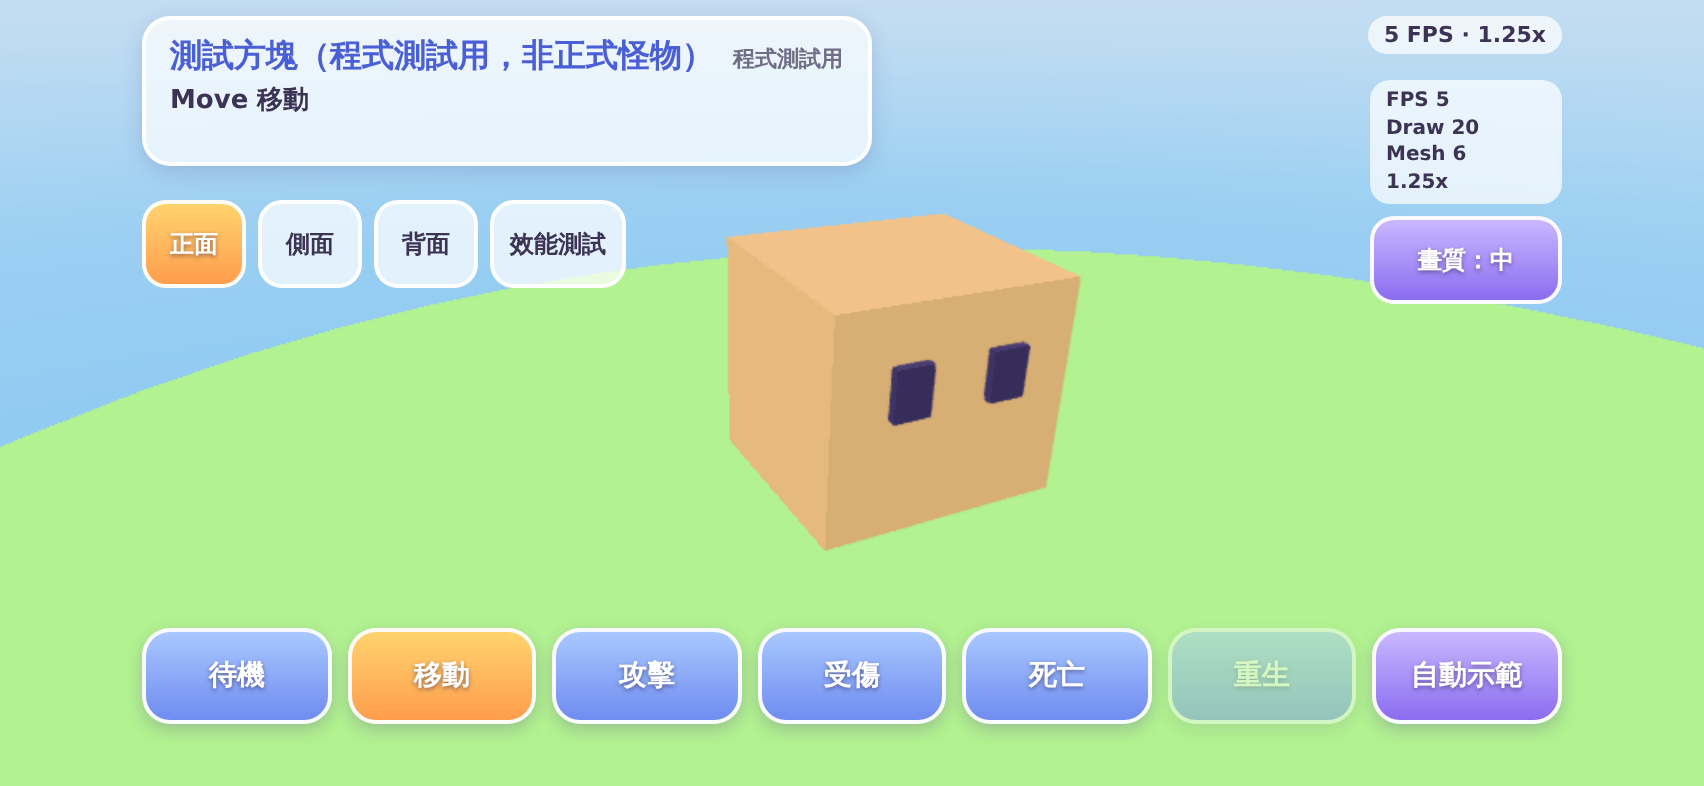 測試方塊（程式測試用，非正式怪物） 程式測試用
Move 移動
5 FPS · 1.25x
FPS 5
Draw 20
Mesh 6
1.25x
正面
側面
背面
效能測試
畫質：中
待機
移動
攻擊
受傷
死亡
重生
自動示範